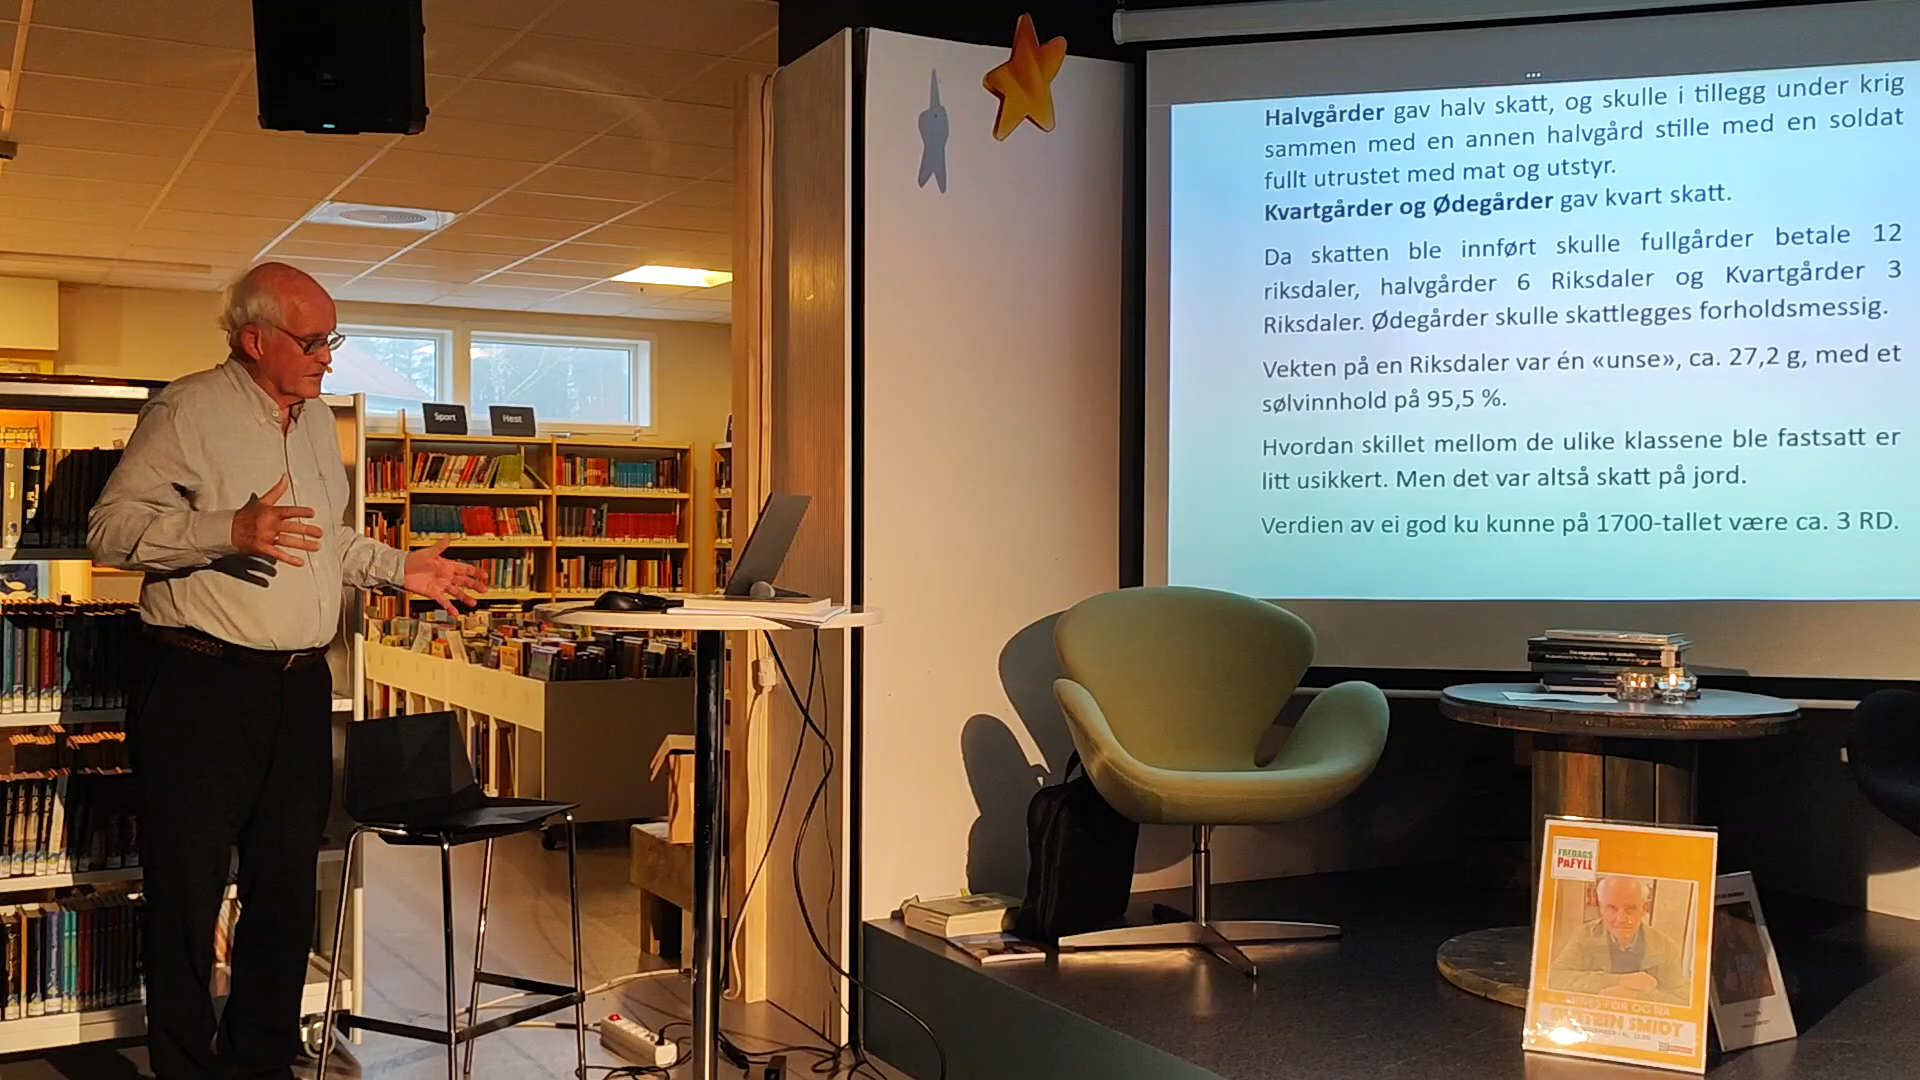 Halvgårder gav halv skatt, og skulle i tillegg under krig
sammen med en annen halvgård stille med en soldat
fullt utrustet med mat og utstyr.
Kvartgårder og Ødegårder gav kvart skatt.
Da skatten ble innført skulle fullgårder betale 12
riksdaler, halvgårder 6 Riksdaler og Kvartgårder 3
Riksdaler. Ødegårder skulle skattlegges forholdsmessig.
Vekten på en Riksdaler var én «unse», ca. 27,2 g, med et
sølvinnhold på 95,5 %.
Hvordan skillet mellom de ulike klassene ble fastsatt er
litt usikkert. Men det var altså skatt på jord.
Verdien av ei god ku kunne på 1700-tallet være ca. 3 RD.
Sport
Hest
FREDAGS
PåFYLL
SMIDT